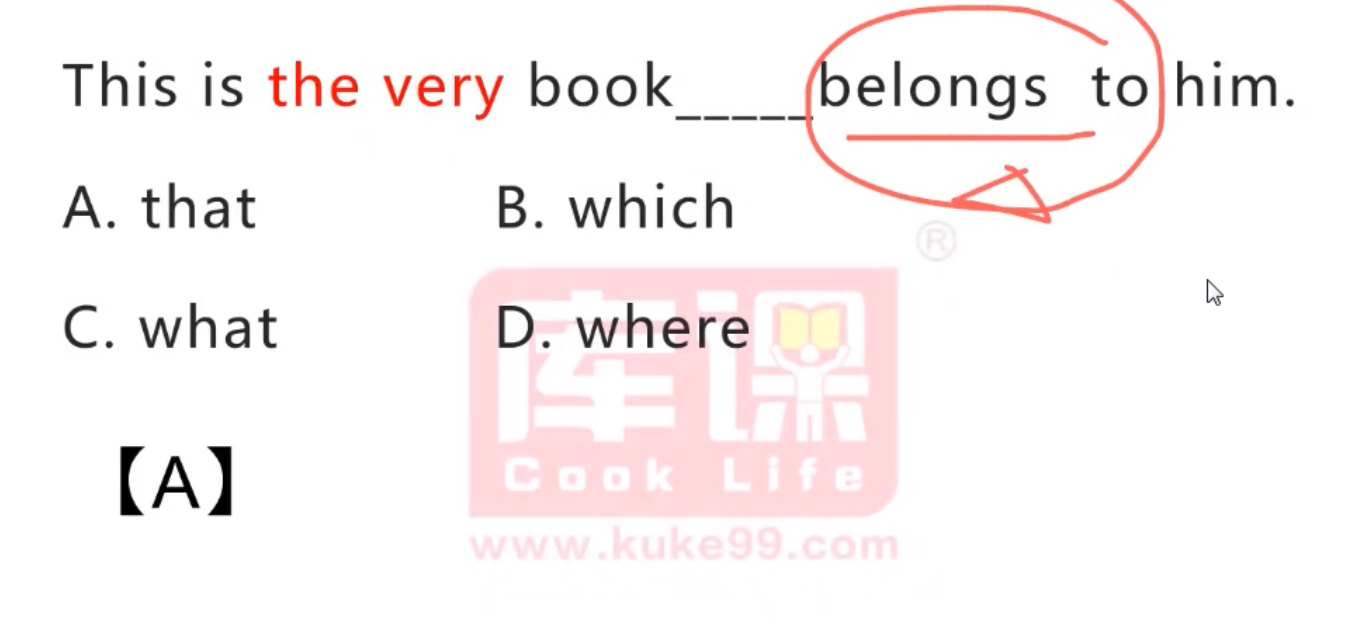 This is the very book_____belongs to him.
A. that B. which
C. what D. where
【A】
®
库课
Cook Life
www.kuke99.com